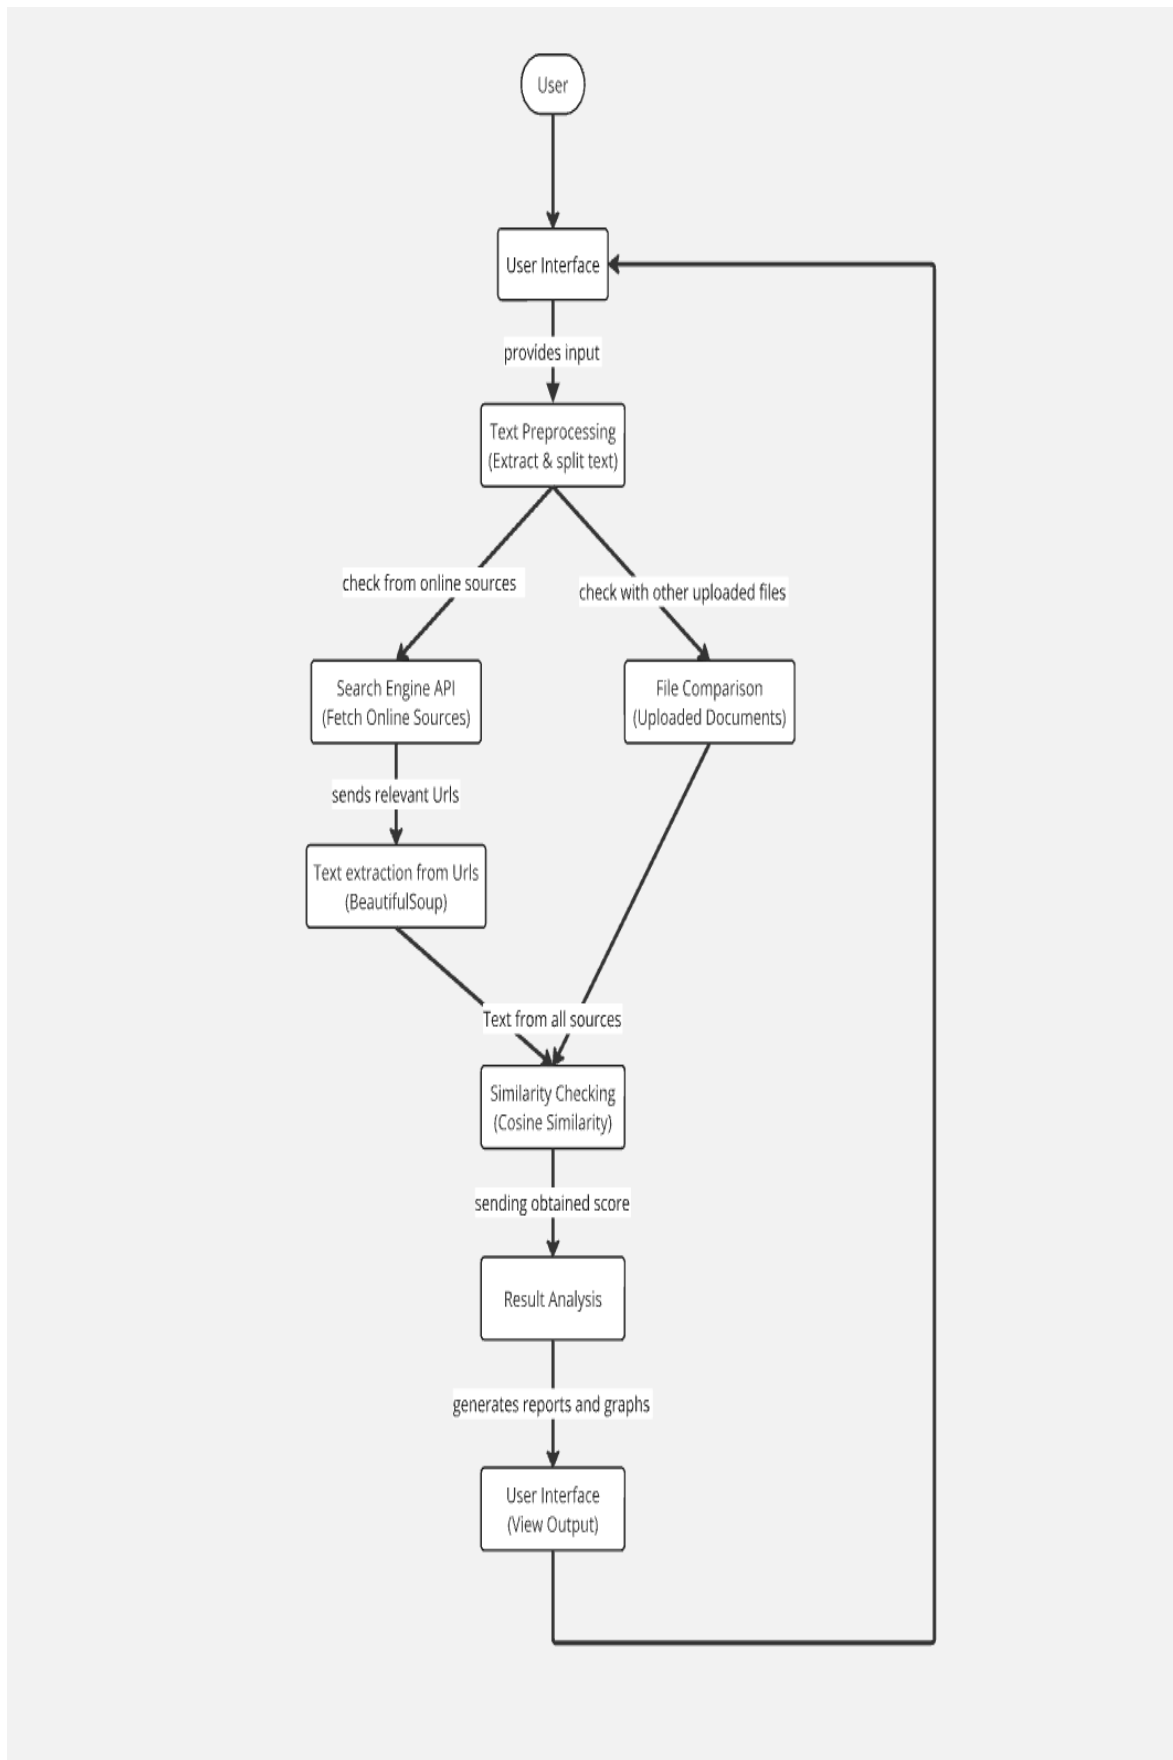 User
User Interface
provides input
Text Preprocessing
(Extract & split text)
check from online sources
check with other uploaded files
Search Engine API
(Fetch Online Sources)
File Comparison
(Uploaded Documents)
sends relevant Urls
Text extraction from Urls
(BeautifulSoup)
Text from all sources
Similarity Checking
(Cosine Similarity)
sending obtained score
Result Analysis
generates reports and graphs
User Interface
(View Output)